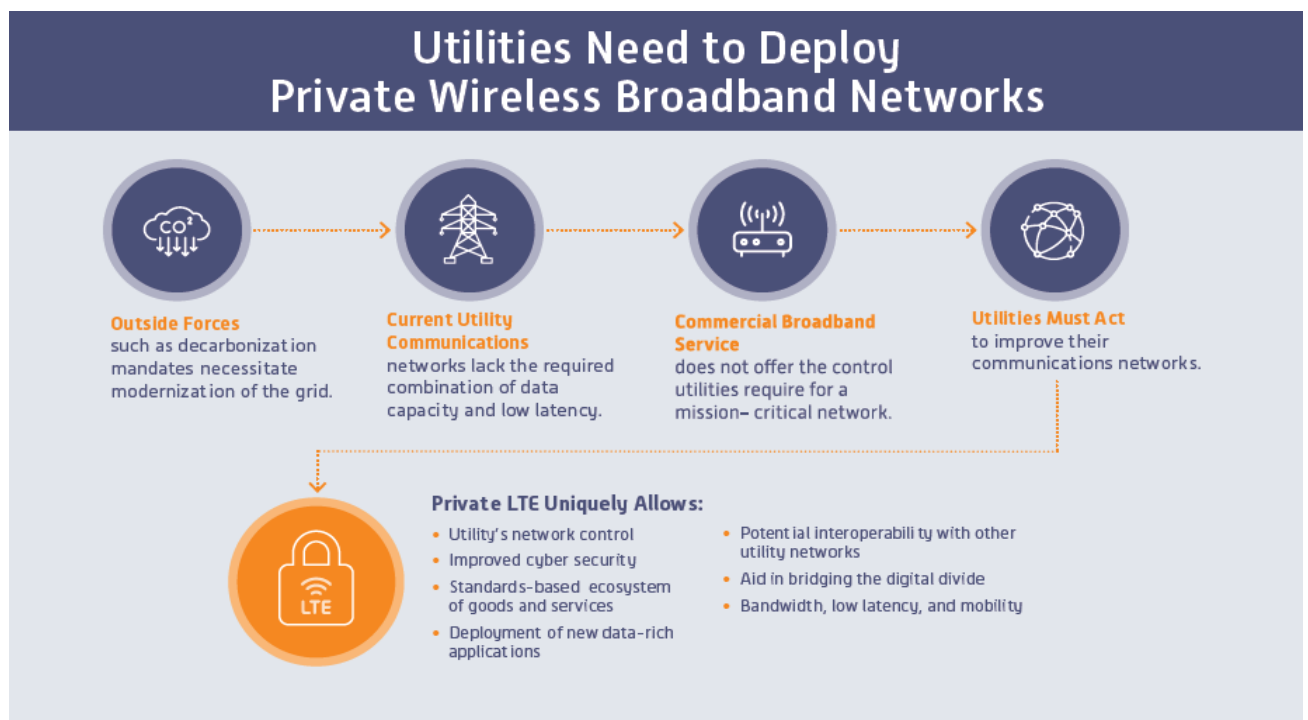 Utilities Need to Deploy
Private Wireless Broadband Networks
CO²
Outside Forces
such as decarbonization
mandates necessitate
modernization of the grid.
Current Utility
Communications
networks lack the required
combination of data
capacity and low latency.
Commercial Broadband
Service
does not offer the control
utilities require for a
mission– critical network.
Utilities Must Act
to improve their
communications networks.
LTE
Private LTE Uniquely Allows:
• Utility's network control
• Improved cyber security
• Standards-based ecosystem
of goods and services
• Deployment of new data-rich
applications
• Potential interoperability with other
utility networks
• Aid in bridging the digital divide
• Bandwidth, low latency, and mobility